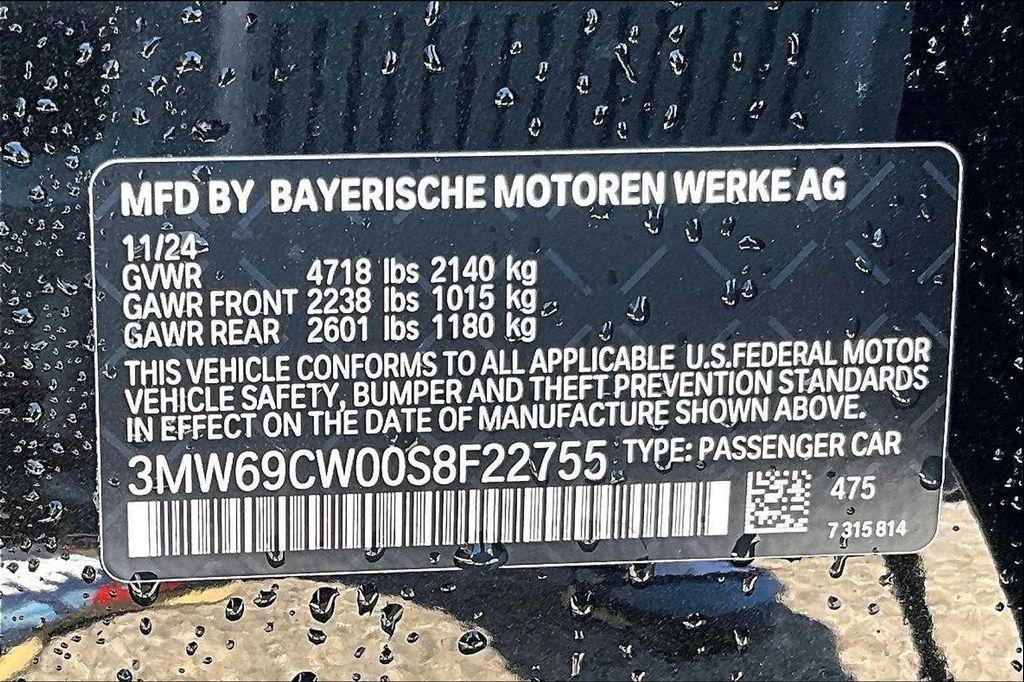 MFD BY BAYERISCHE MOTOREN WERKE AG
11/24
GVWR 4718 lbs 2140 kg
GAWR FRONT 2238 lbs 1015 kg
GAWR REAR 2601 lbs 1180 kg
THIS VEHICLE CONFORMS TO ALL APPLICABLE U.S.FEDERAL MOTOR
VEHICLE SAFETY, BUMPER AND THEFT PREVENTION STANDARDS
IN EFFECT ON THE DATE OF MANUFACTURE SHOWN ABOVE.
3MW69CW00S8F22755 TYPE: PASSENGER CAR
475
7 315 814